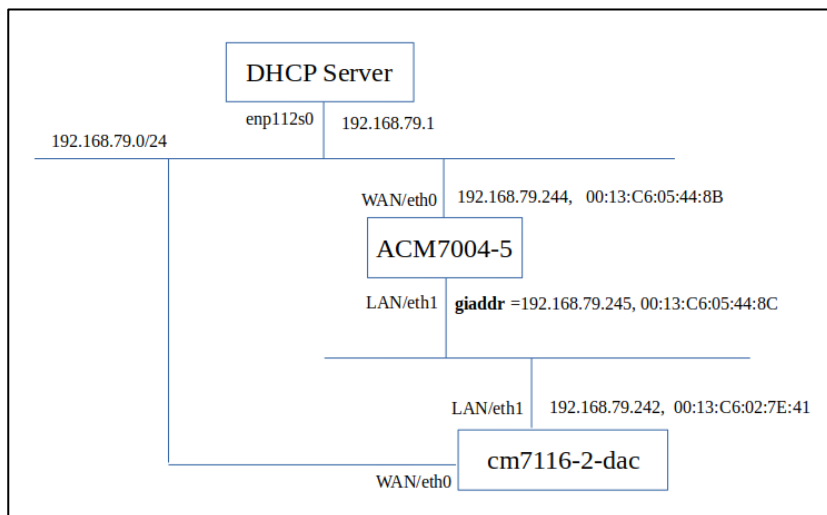 DHCP Server
enp112s0
192.168.79.1
192.168.79.0/24
WAN/eth0
192.168.79.244, 00:13:C6:05:44:8B
ACM7004-5
LAN/eth1
giaddr =192.168.79.245, 00:13:C6:05:44:8C
LAN/eth1
192.168.79.242, 00:13:C6:02:7E:41
cm7116-2-dac
WAN/eth0